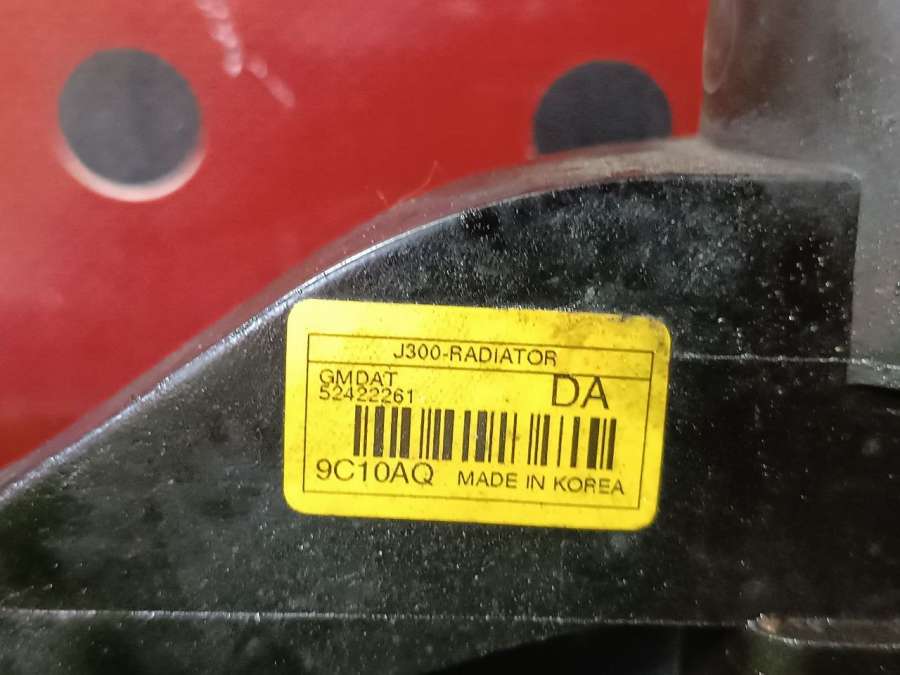 J300-RADIATOR
GMDAT
52422261
DA
9C10AQ
MADE IN KOREA